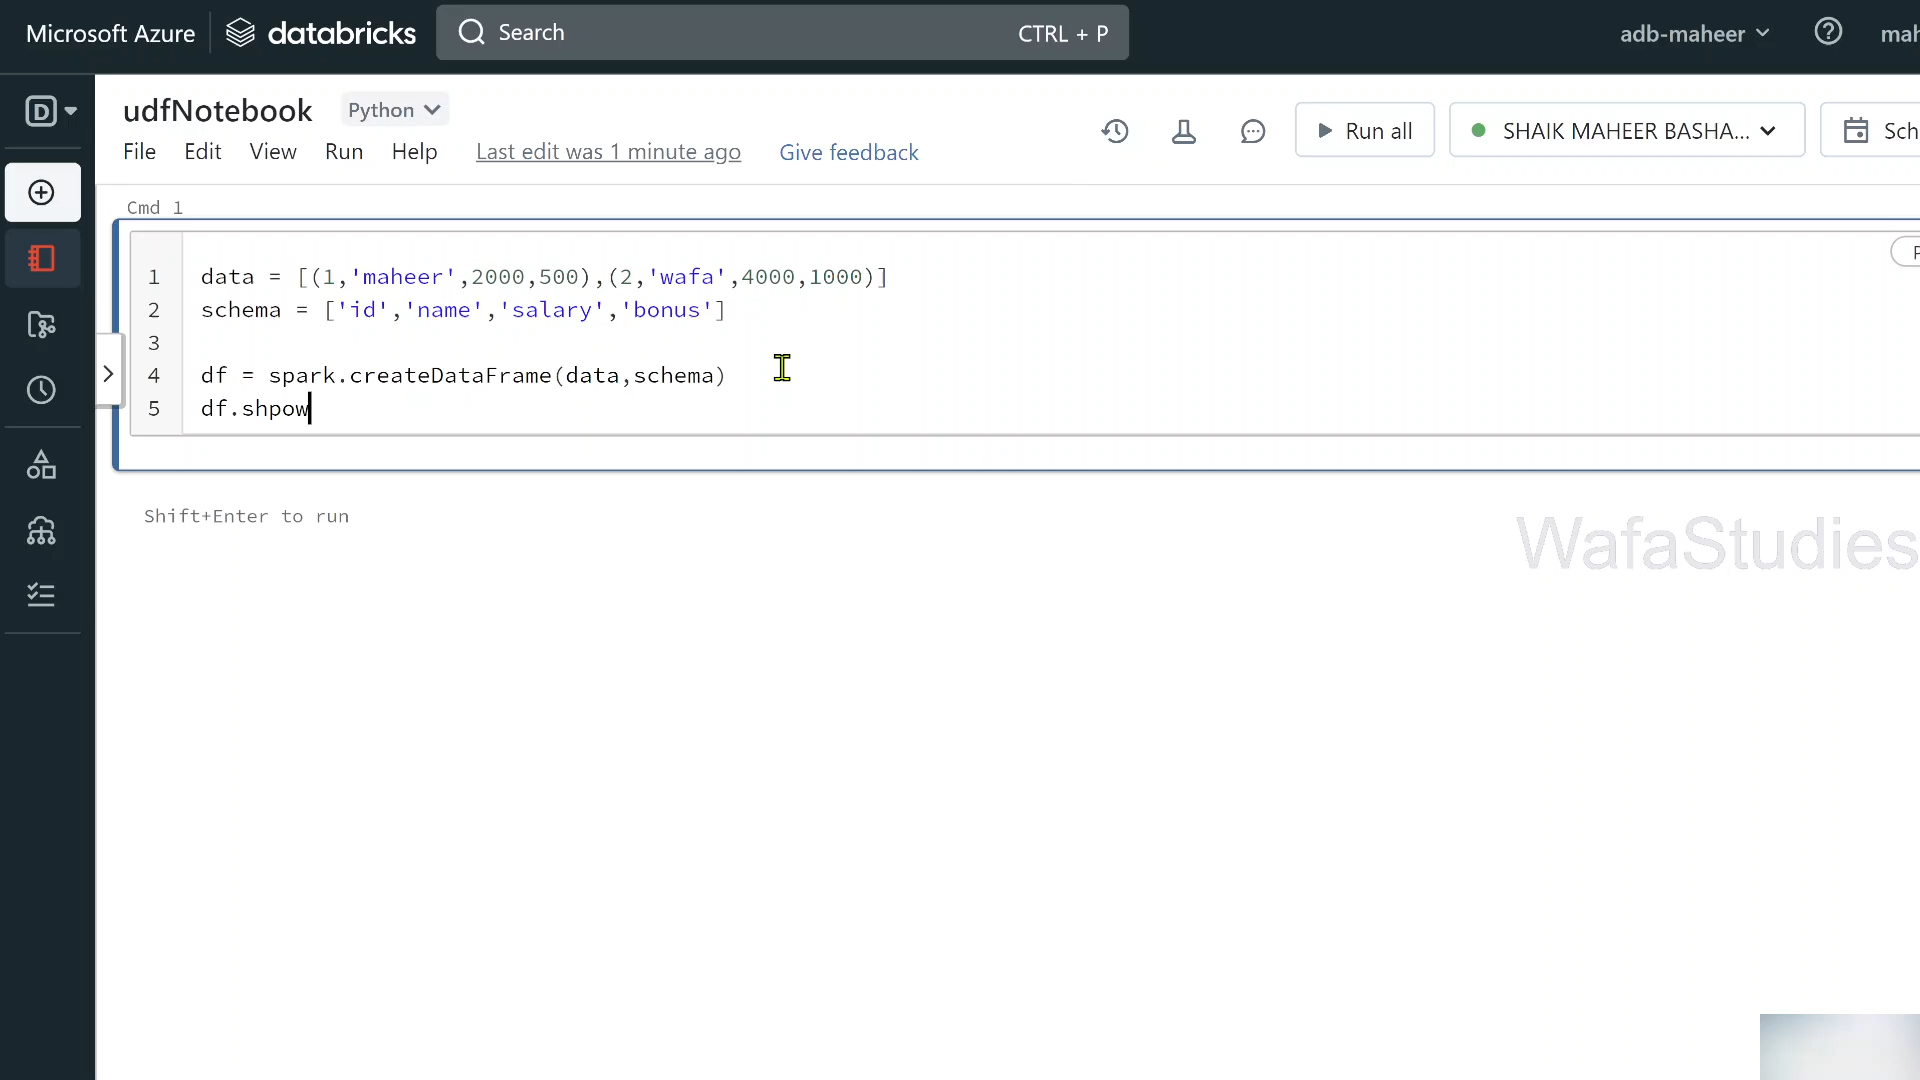 Microsoft Azure databricks Search CTRL + P adb-maheer
D udfNotebook Python
File Edit View Run Help Last edit was 1 minute ago Give feedback Run all SHAIK MAHEER BASHA...
Cmd 1
1 data = [(1,'maheer',2000,500),(2,'wafa',4000,1000)]
2 schema = ['id','name','salary','bonus']
3
4 df = spark.createDataFrame(data,schema)
5 df.shpow
Shift+Enter to run
WafaStudies